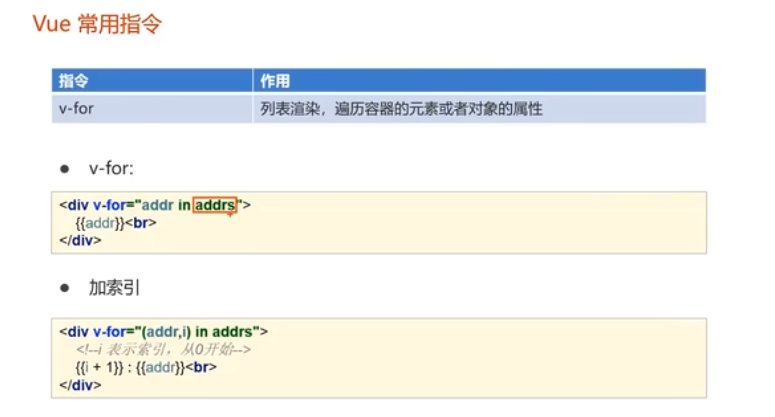 Vue 常用指令
指令 作用
v-for 列表渲染，遍历容器的元素或者对象的属性
● v-for:
<div v-for="addr in addrs">
{{addr}}<br>
</div>
● 加索引
<div v-for="(addr,i) in addrs">
<!--i 表示索引，从0开始-->
{{i + 1}} : {{addr}}<br>
</div>